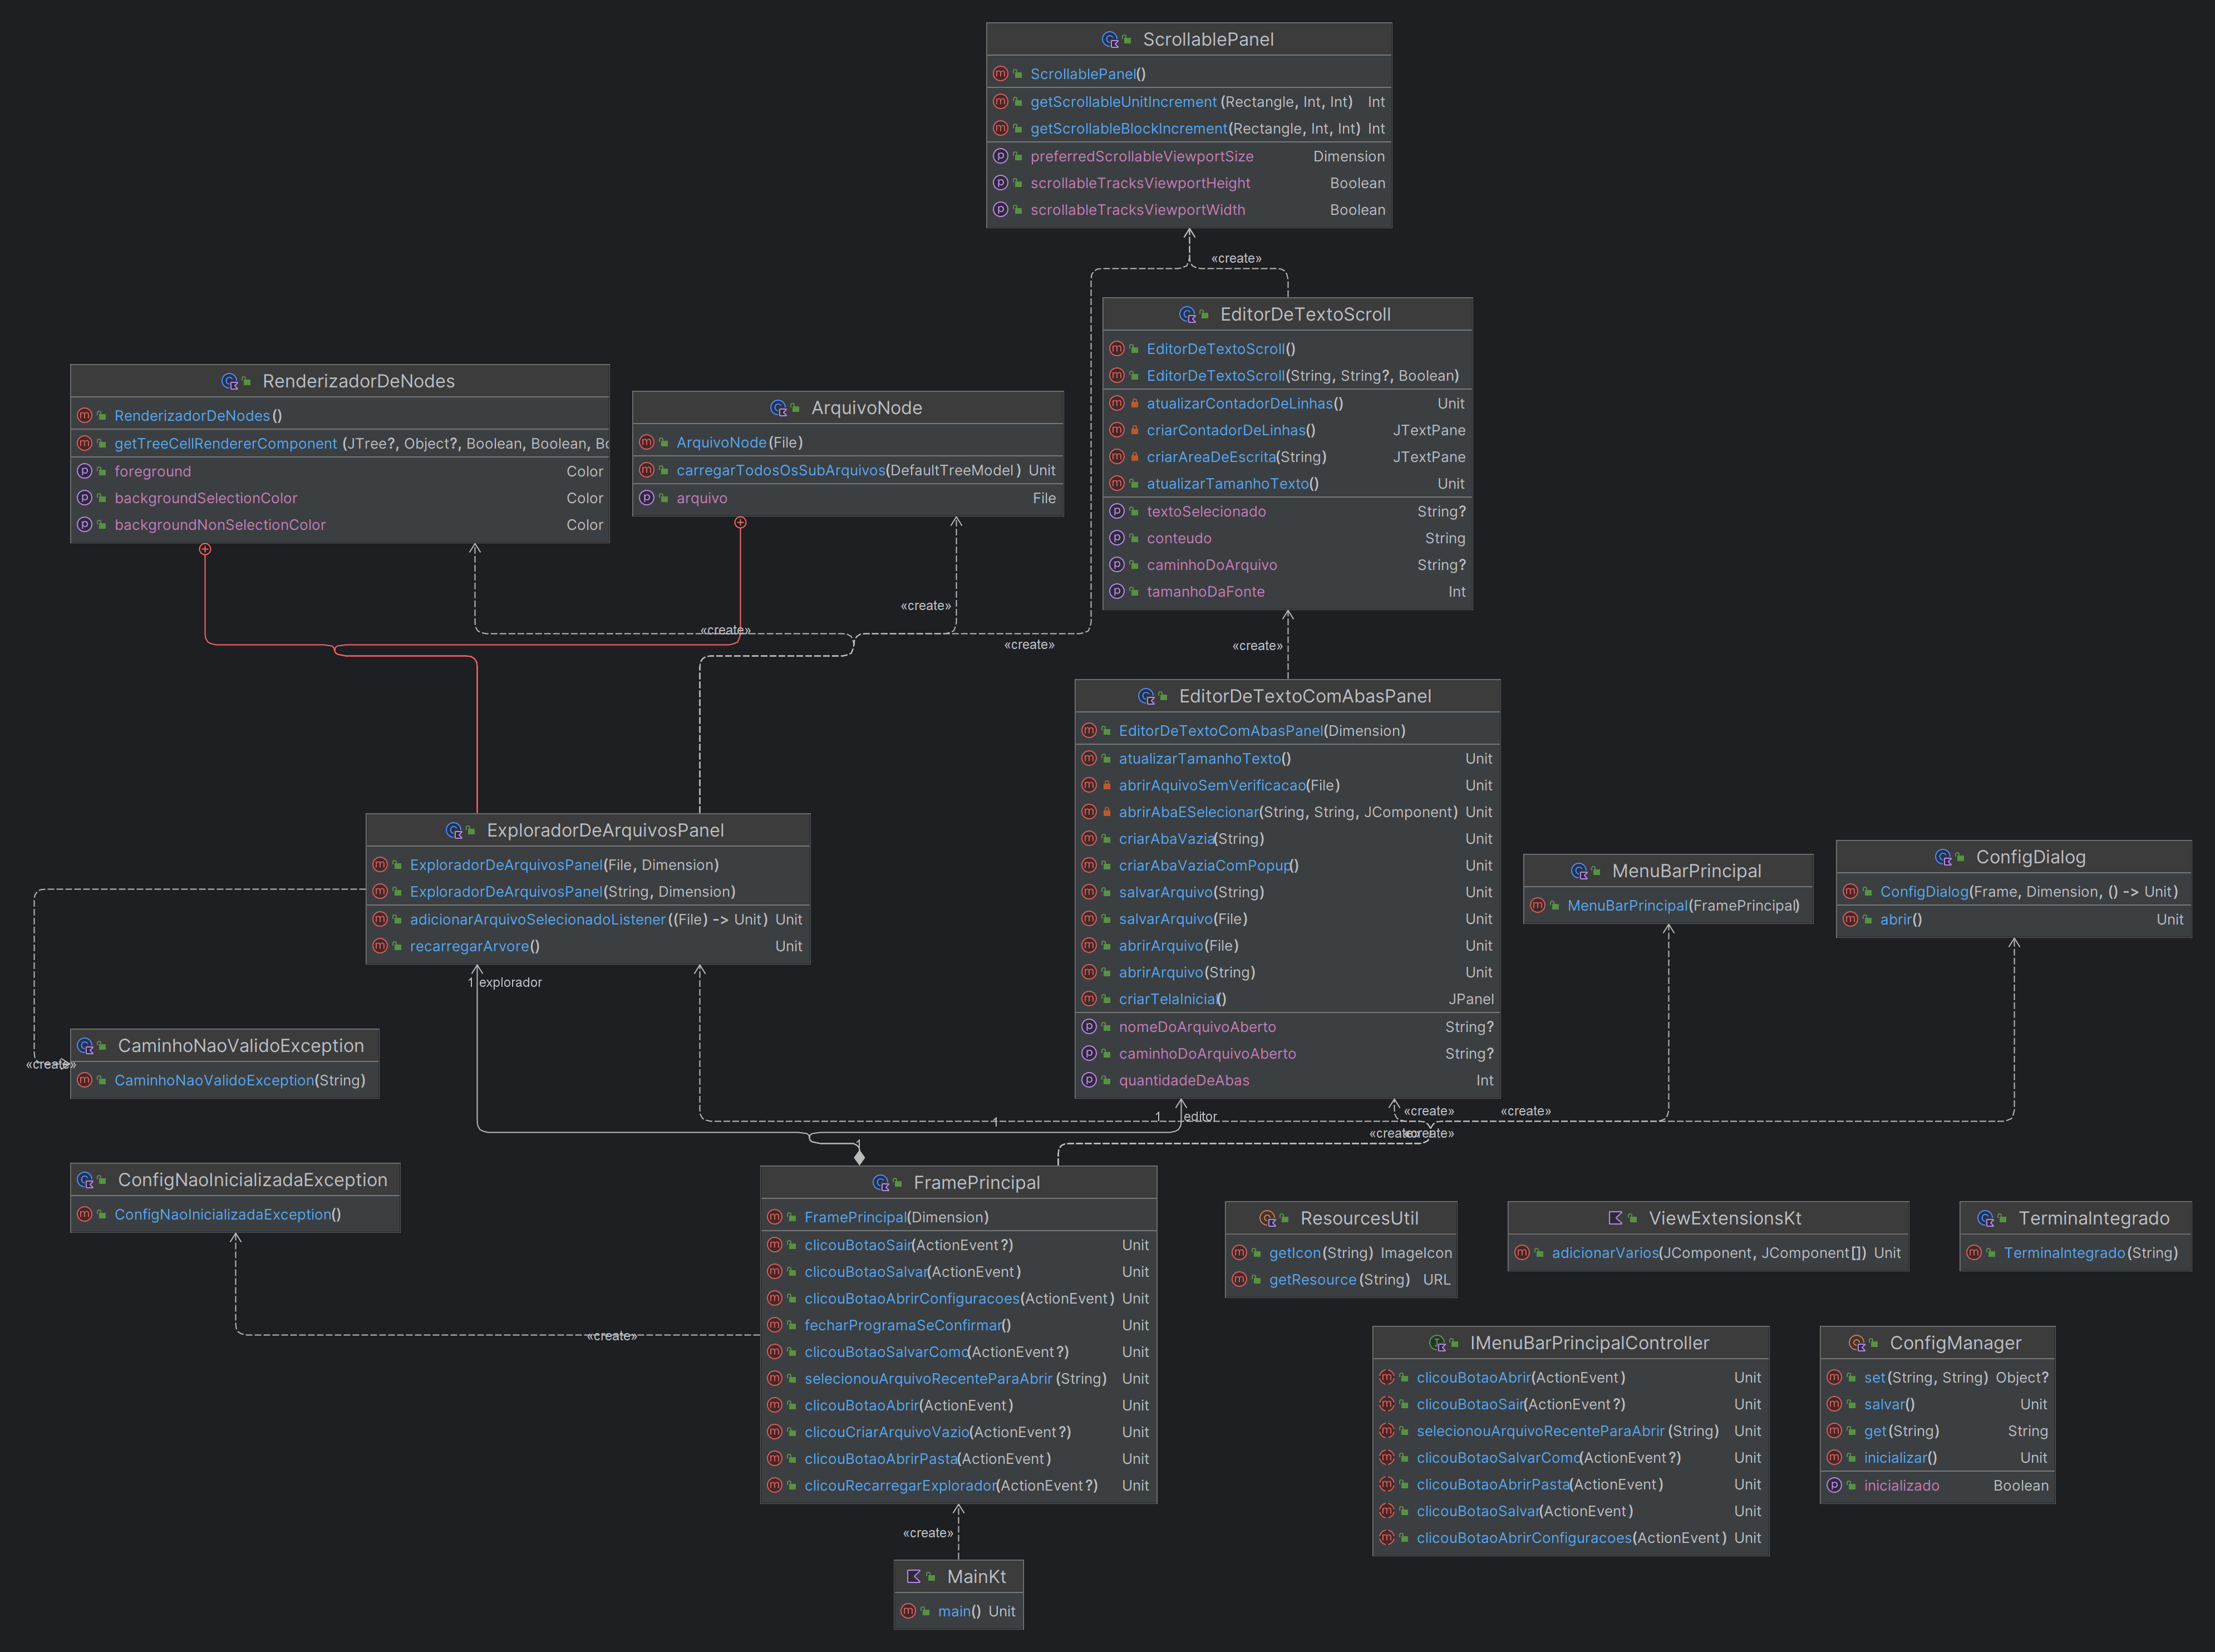 ScrollablePanel
ScrollablePanel()
getScrollableUnitIncrement (Rectangle, Int, Int) Int
getScrollableBlockIncrement(Rectangle, Int, Int) Int
preferredScrollableViewportSize Dimension
scrollableTracksViewportHeight Boolean
scrollableTracksViewportWidth Boolean
«create»
EditorDeTextoScroll
EditorDeTextoScroll()
EditorDeTextoScroll(String, String?, Boolean)
atualizarContadorDeLinhas() Unit
criarContadorDeLinhas() JTextPane
criarAreaDeEscrita(String) JTextPane
atualizarTamanhoTexto() Unit
textoSelecionado String?
conteudo String
caminhoDoArquivo String?
tamanhoDaFonte Int
RenderizadorDeNodes
RenderizadorDeNodes()
getTreeCellRendererComponent (JTree?, Object?, Boolean, Boolean, Bo
foreground Color
backgroundSelectionColor Color
backgroundNonSelectionColor Color
ArquivoNode
ArquivoNode(File)
carregarTodosOsSubArquivos(DefaultTreeModel) Unit
arquivo File
«create»
«create»
«create»
«create»
EditorDeTextoComAbasPanel
EditorDeTextoComAbasPanel(Dimension)
atualizarTamanhoTexto() Unit
abrirAquivoSemVerificacao(File) Unit
abrirAbaESelecionar(String, String, JComponent) Unit
criarAbaVazia(String) Unit
criarAbaVaziaComPopup() Unit
salvarArquivo(String) Unit
salvarArquivo(File) Unit
abrirArquivo(File) Unit
abrirArquivo(String) Unit
criarTelaInicial() JPanel
nomeDoArquivoAberto String?
caminhoDoArquivoAberto String?
quantidadeDeAbas Int
ExploradorDeArquivosPanel
ExploradorDeArquivosPanel(File, Dimension)
ExploradorDeArquivosPanel(String, Dimension)
adicionarArquivoSelecionadoListener((File) -> Unit) Unit
recarregarArvore() Unit
MenuBarPrincipal
MenuBarPrincipal(FramePrincipal)
ConfigDialog
ConfigDialog(Frame, Dimension, () -> Unit)
abrir() Unit
1 explorador
CaminhoNaoValidoException
CaminhoNaoValidoException(String)
«create»
1
1 editor
«create»
«create»
«create»
«create»
1
ConfigNaoInicializadaException
ConfigNaoInicializadaException()
«create»
FramePrincipal
FramePrincipal(Dimension)
clicouBotaoSair(ActionEvent?) Unit
clicouBotaoSalvar(ActionEvent) Unit
clicouBotaoAbrirConfiguracoes(ActionEvent) Unit
fecharProgramaSeConfirmar() Unit
clicouBotaoSalvarComo(ActionEvent?) Unit
selecionouArquivoRecenteParaAbrir (String) Unit
clicouBotaoAbrir(ActionEvent) Unit
clicouCriarArquivoVazio(ActionEvent?) Unit
clicouBotaoAbrirPasta(ActionEvent) Unit
clicouRecarregarExplorador(ActionEvent?) Unit
ResourcesUtil
getIcon(String) ImageIcon
getResource(String) URL
ViewExtensionsKt
adicionarVarios(JComponent, JComponent[]) Unit
TerminalIntegrado
TerminalIntegrado(String)
IMenuBarPrincipalController
clicouBotaoAbrir(ActionEvent) Unit
clicouBotaoSair(ActionEvent?) Unit
selecionouArquivoRecenteParaAbrir (String) Unit
clicouBotaoSalvarComo(ActionEvent?) Unit
clicouBotaoAbrirPasta(ActionEvent) Unit
clicouBotaoSalvar(ActionEvent) Unit
clicouBotaoAbrirConfiguracoes(ActionEvent) Unit
ConfigManager
set(String, String) Object?
salvar() Unit
get(String) String
inicializar() Unit
inicializado Boolean
«create»
MainKt
main() Unit